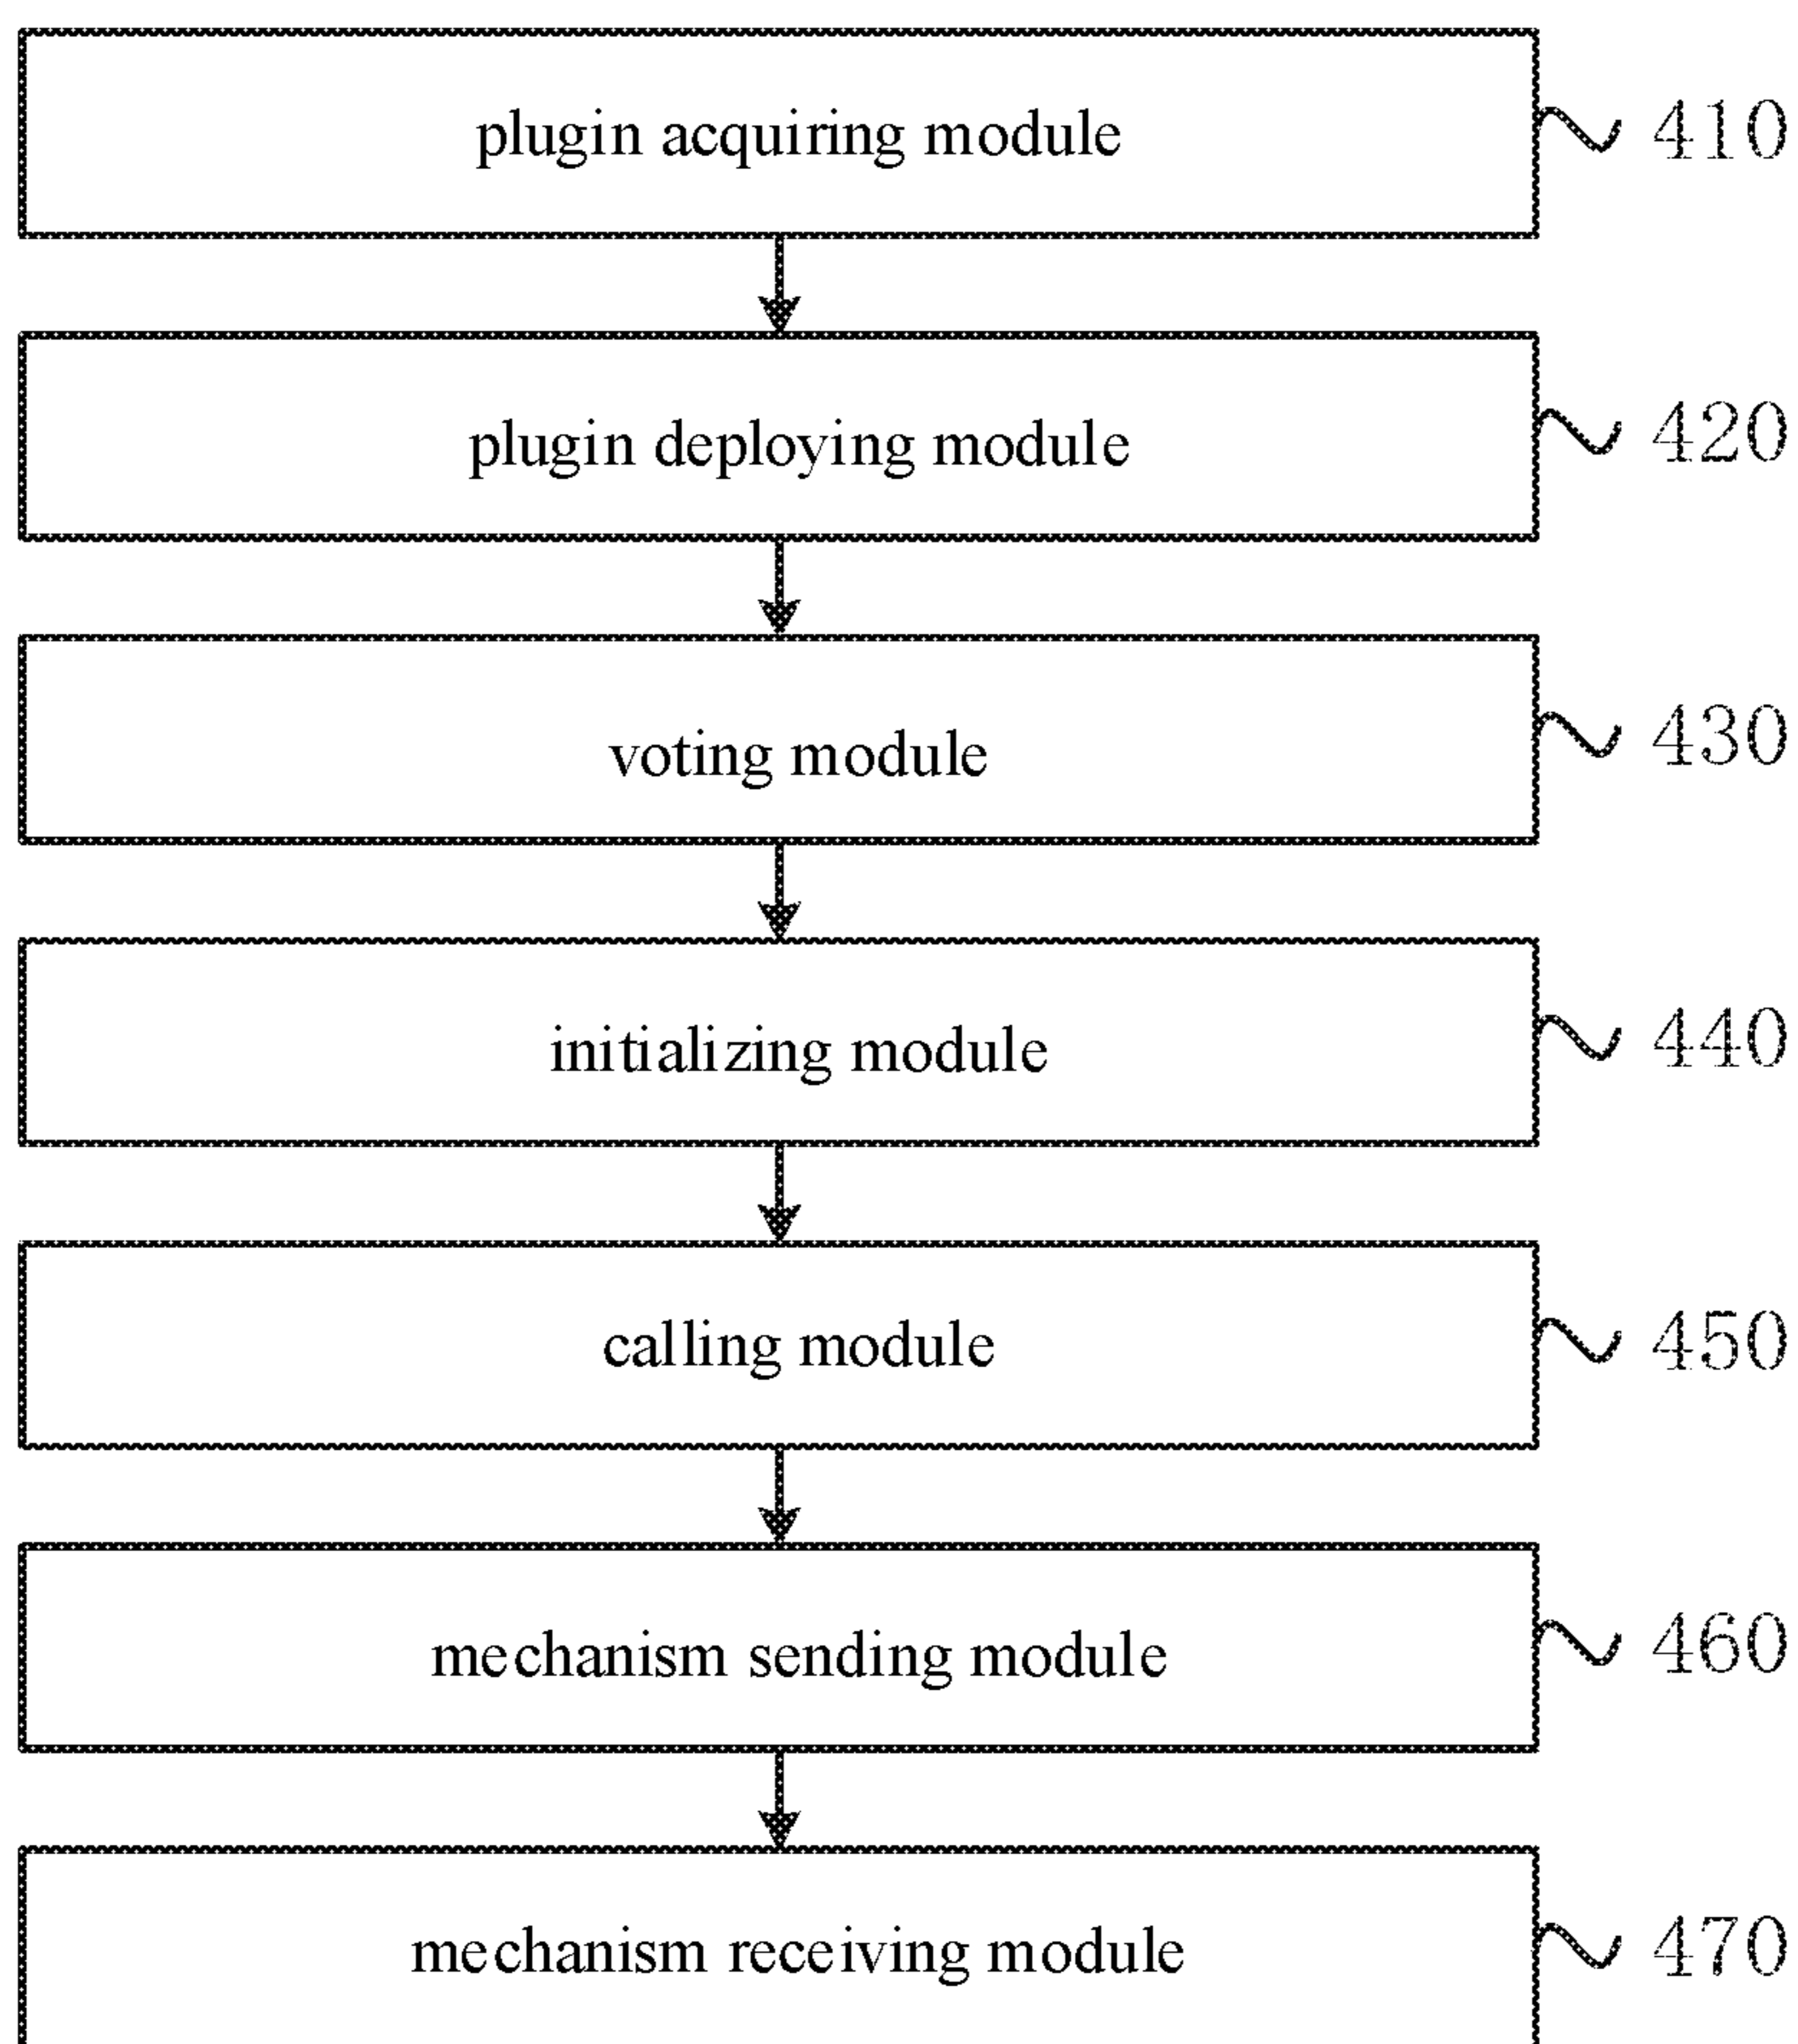 plugin acquiring module 410
plugin deploying module 420
voting module 430
initializing module 440
calling module 450
mechanism sending module 460
mechanism receiving module 470